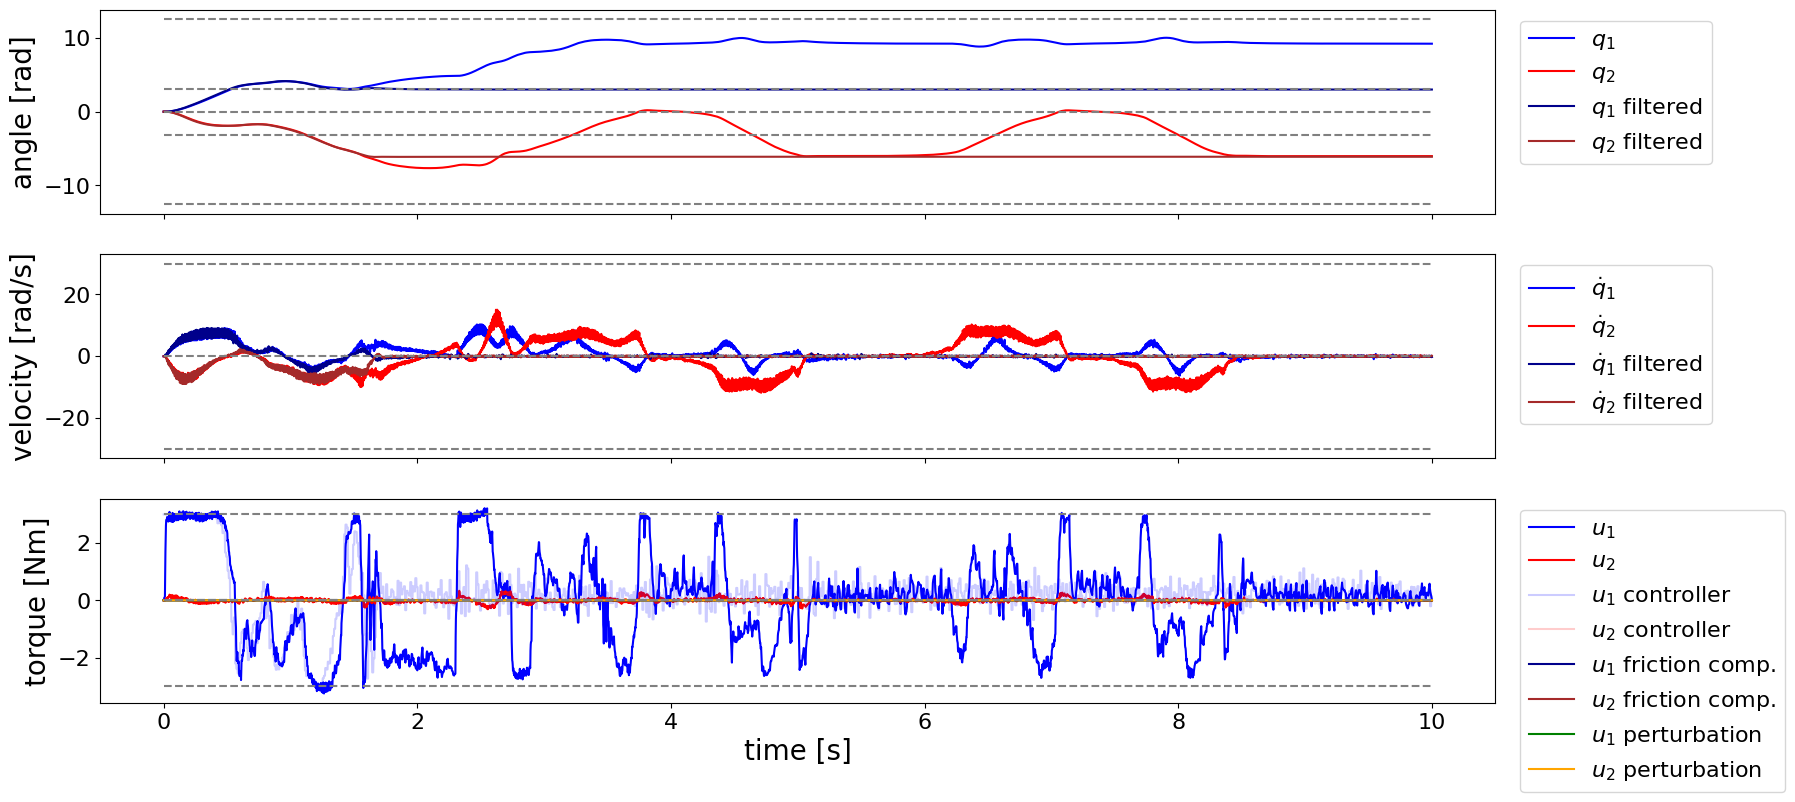 angle [rad]
10
0
−10
q₁
q₂
q₁ filtered
q₂ filtered
velocity [rad/s]
20
0
−20
q̇₁
q̇₂
q̇₁ filtered
q̇₂ filtered
torque [Nm]
2
0
−2
0 2 4 6 8 10
time [s]
u₁
u₂
u₁ controller
u₂ controller
u₁ friction comp.
u₂ friction comp.
u₁ perturbation
u₂ perturbation